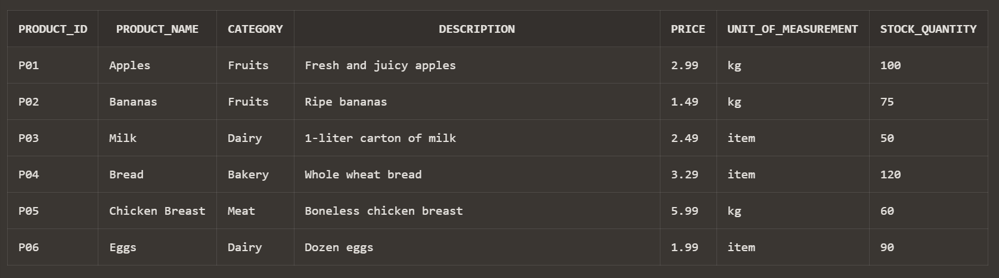 PRODUCT_ID PRODUCT_NAME CATEGORY DESCRIPTION PRICE UNIT_OF_MEASUREMENT STOCK_QUANTITY
P01 Apples Fruits Fresh and juicy apples 2.99 kg 100
P02 Bananas Fruits Ripe bananas 1.49 kg 75
P03 Milk Dairy 1-liter carton of milk 2.49 item 50
P04 Bread Bakery Whole wheat bread 3.29 item 120
P05 Chicken Breast Meat Boneless chicken breast 5.99 kg 60
P06 Eggs Dairy Dozen eggs 1.99 item 90